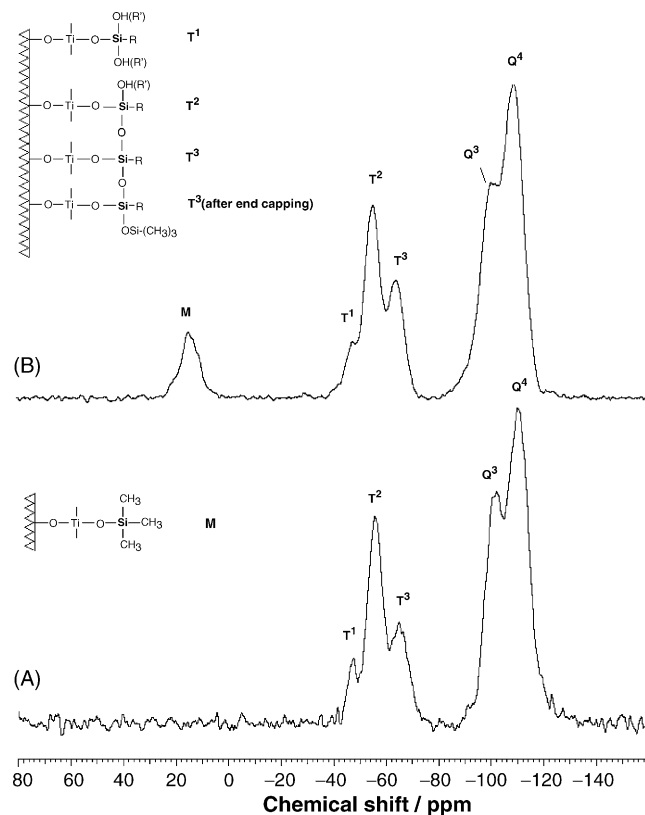 OH(R')
O—Ti—O—Si—R T¹
OH(R')
OH(R')
O—Ti—O—Si—R T²
O
O—Ti—O—Si—R T³
O
O—Ti—O—Si—R T³(after end capping)
OSi-(CH₃)₃
Q⁴
Q³
T²
T³
T¹
M
(B)
Q⁴
Q³
T²
T³
T¹
CH₃
O—Ti—O—Si—CH₃ M
CH₃
(A)
80 60 40 20 0 −20 −40 −60 −80 −100 −120 −140
Chemical shift / ppm